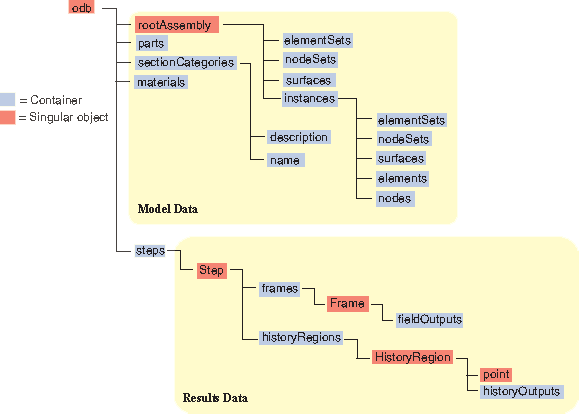 odb
rootAssembly
parts
sectionCategories
materials
elementSets
nodeSets
surfaces
instances
= Container
= Singular object
elementSets
nodeSets
surfaces
elements
nodes
description
name
Model Data
steps
Step
frames
Frame
fieldOutputs
historyRegions
HistoryRegion
point
historyOutputs
Results Data